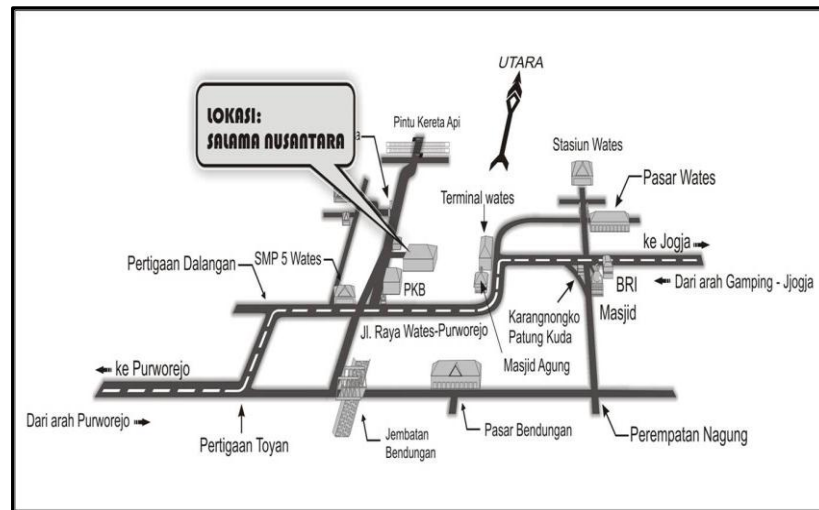 UTARA
LOKASI:
SALAMA NUSANTARA
Pintu Kereta Api
Stasiun Wates
Pasar Wates
Terminal wates
ke Jogja
Pertigaan Dalangan
SMP 5 Wates
PKB
BRI
Dari arah Gamping - Jjogja
Karangnongko
Patung Kuda
Masjid
Jl. Raya Wates-Purworejo
Masjid Agung
ke Purworejo
Dari arah Purworejo
Pertigaan Toyan
Jembatan
Bendungan
Pasar Bendungan
Perempatan Nagung